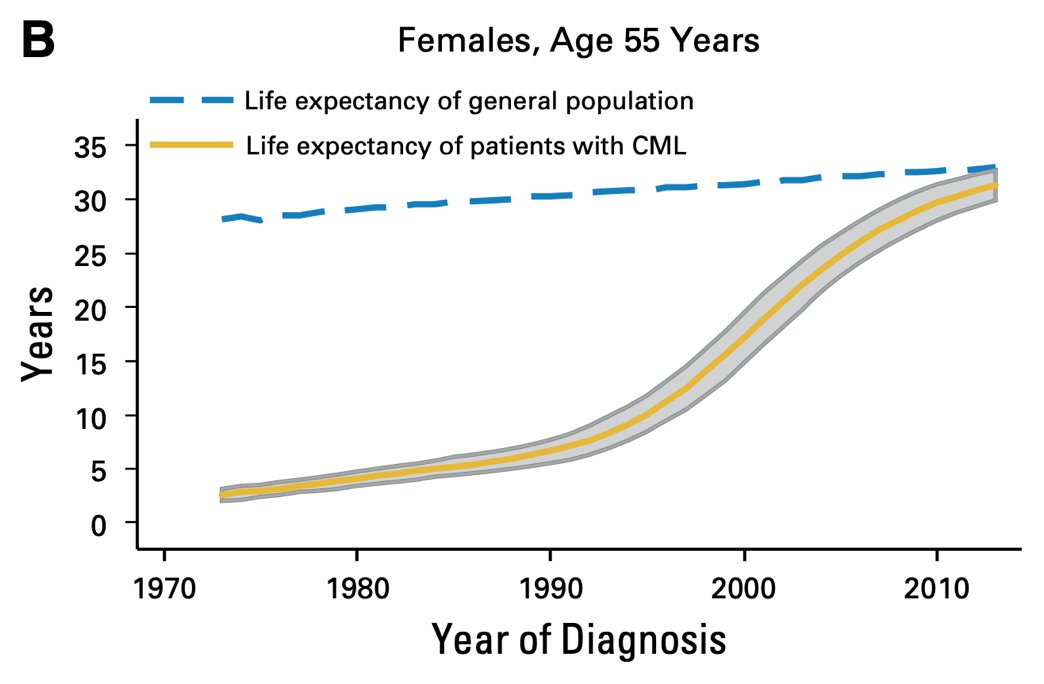 B
Females, Age 55 Years
Life expectancy of general population
Life expectancy of patients with CML
35
30
25
20
15
10
5
0
Years
1970 1980 1990 2000 2010
Year of Diagnosis